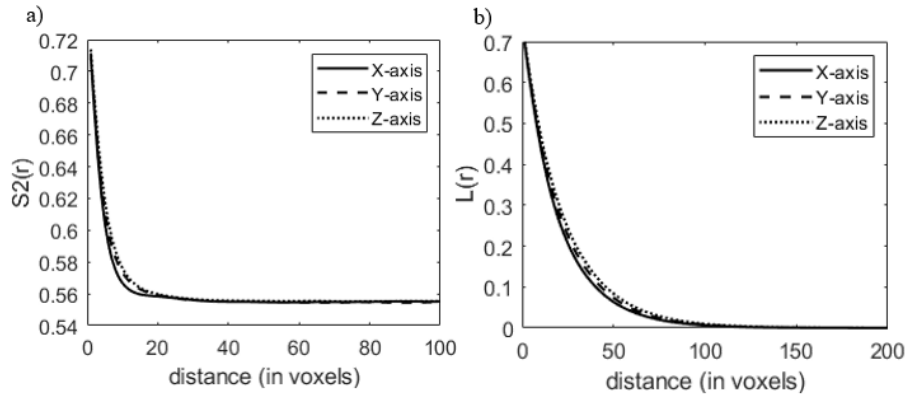 a)
0.72
0.7
0.68
0.66
0.64
0.62
0.6
0.58
0.56
0.54
S2(r)
X-axis
Y-axis
Z-axis
0 20 40 60 80 100
distance (in voxels)
b)
0.7
0.6
0.5
0.4
0.3
0.2
0.1
0
L(r)
X-axis
Y-axis
Z-axis
0 50 100 150 200
distance (in voxels)